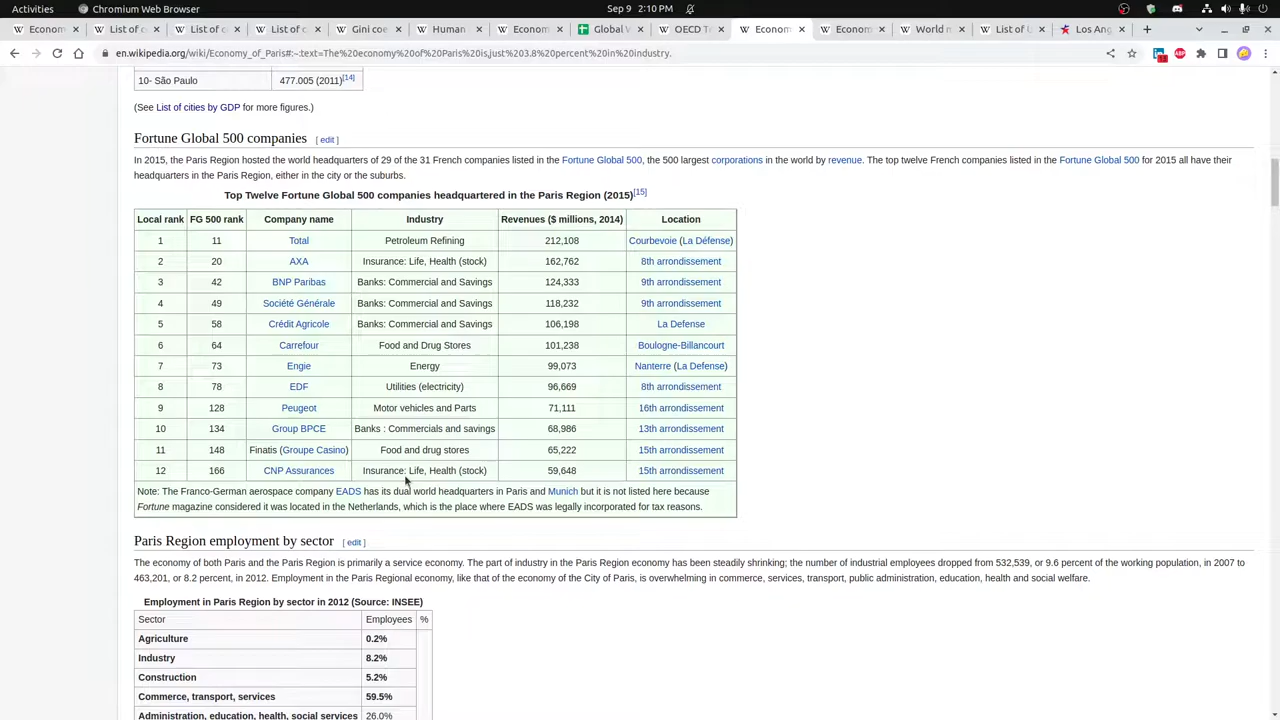 Activities
Chromium Web Browser
Sep 9 2:10 PM
Econom
List of c
List of c
List of c
Gini coe
Human
Econom
Global W
OECD Te
Econom
Econom
World m
List of U
Los Ang
en.wikipedia.org/wiki/Economy_of_Paris#:~:text=The%20economy%20of%20Paris%20is,just%203.8%20percent%20in%20industry.
10- São Paulo 477.005 (2011)[14]
(See List of cities by GDP for more figures.)
Fortune Global 500 companies [ edit ]
In 2015, the Paris Region hosted the world headquarters of 29 of the 31 French companies listed in the Fortune Global 500, the 500 largest corporations in the world by revenue. The top twelve French companies listed in the Fortune Global 500 for 2015 all have their
headquarters in the Paris Region, either in the city or the suburbs.
Top Twelve Fortune Global 500 companies headquartered in the Paris Region (2015)[15]
Local rank FG 500 rank Company name Industry Revenues ($ millions, 2014) Location
1 11 Total Petroleum Refining 212,108 Courbevoie (La Défense)
2 20 AXA Insurance: Life, Health (stock) 162,762 8th arrondissement
3 42 BNP Paribas Banks: Commercial and Savings 124,333 9th arrondissement
4 49 Société Générale Banks: Commercial and Savings 118,232 9th arrondissement
5 58 Crédit Agricole Banks: Commercial and Savings 106,198 La Defense
6 64 Carrefour Food and Drug Stores 101,238 Boulogne-Billancourt
7 73 Engie Energy 99,073 Nanterre (La Defense)
8 78 EDF Utilities (electricity) 96,669 8th arrondissement
9 128 Peugeot Motor vehicles and Parts 71,111 16th arrondissement
10 134 Group BPCE Banks : Commercials and savings 68,986 13th arrondissement
11 148 Finatis (Groupe Casino) Food and drug stores 65,222 15th arrondissement
12 166 CNP Assurances Insurance: Life, Health (stock) 59,648 15th arrondissement
Note: The Franco-German aerospace company EADS has its dual world headquarters in Paris and Munich but it is not listed here because
Fortune magazine considered it was located in the Netherlands, which is the place where EADS was legally incorporated for tax reasons.
Paris Region employment by sector [ edit ]
The economy of both Paris and the Paris Region is primarily a service economy. The part of industry in the Paris Region economy has been steadily shrinking; the number of industrial employees dropped from 532,539, or 9.6 percent of the working population, in 2007 to
463,201, or 8.2 percent, in 2012. Employment in the Paris Regional economy, like that of the economy of the City of Paris, is overwhelming in commerce, services, transport, public administration, education, health and social welfare.
Employment in Paris Region by sector in 2012 (Source: INSEE)
Sector Employees %
Agriculture 0.2%
Industry 8.2%
Construction 5.2%
Commerce, transport, services 59.5%
Administration, education, health, social services 26.0%